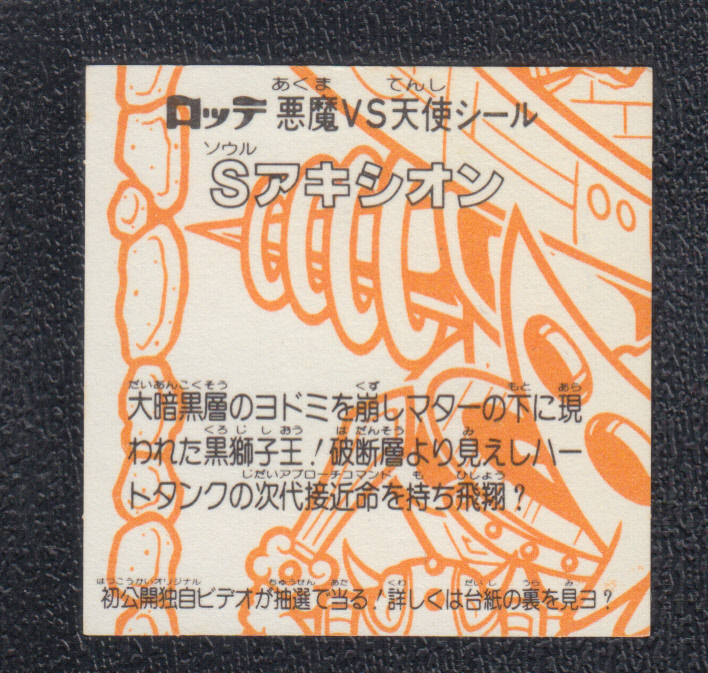 あくま てんし
ロッテ 悪魔VS天使シール
ソウル
Sアキシオン
だいあんこくそう くず もと あら
大暗黒層のヨドミを崩しマターの下に現
くろじしおう はだんそう み
われた黒獅子王！破断層より見えしハー
じだいアプローチコマンド も ひしょう
トタンクの次代接近命を持ち飛翔？
はつこうかいオリジナル ちゅうせん あた くわ だいし うら み
初公開独自ビデオが抽選で当る！詳しくは台紙の裏を見ヨ？